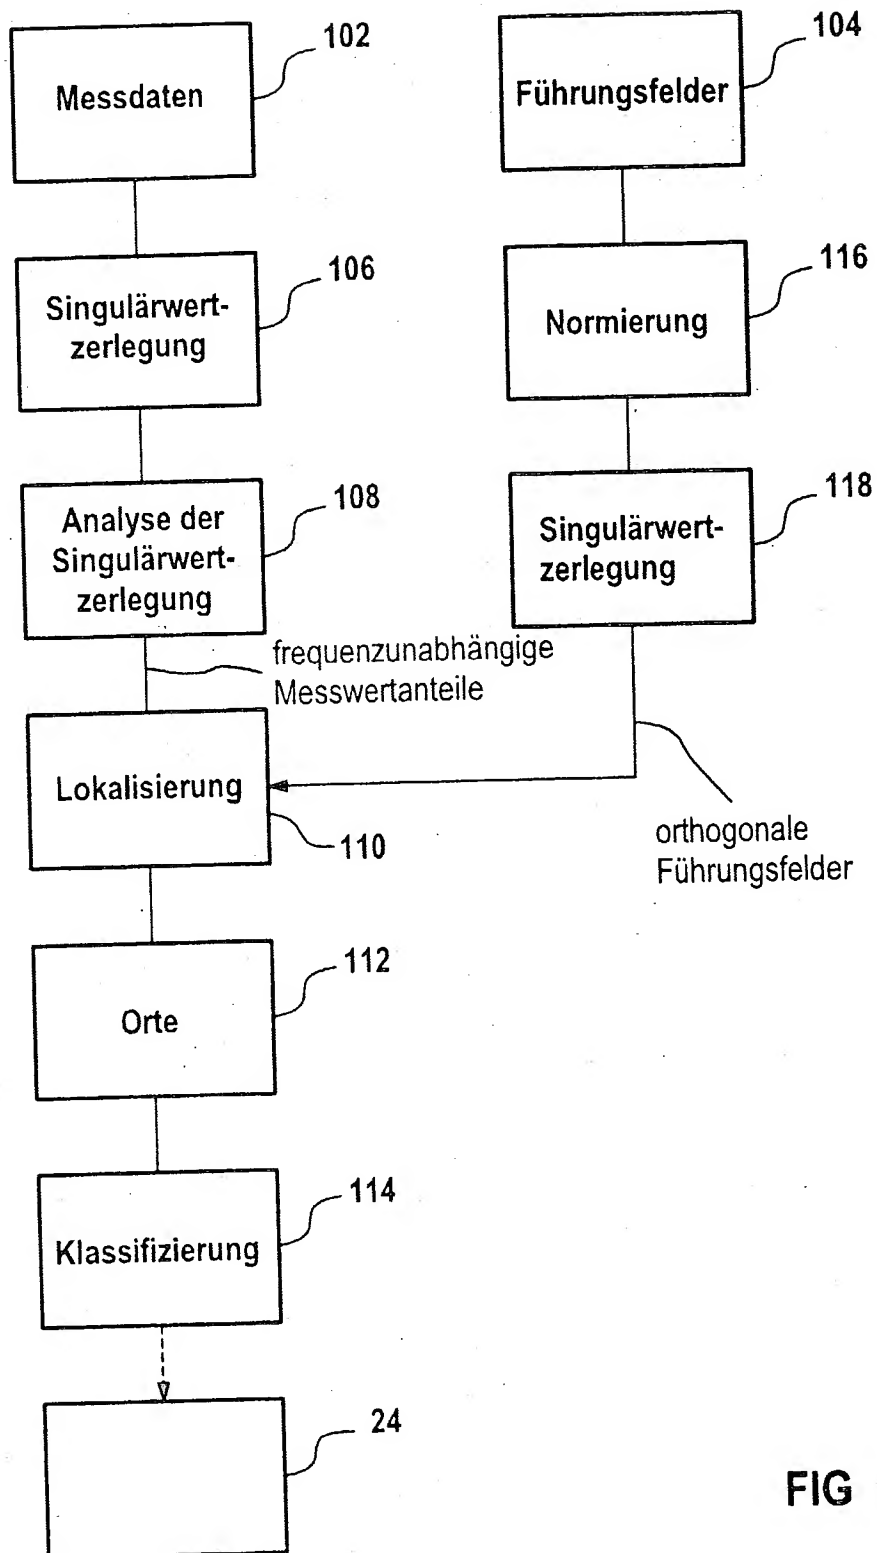 Messdaten
102
Führungsfelder
104
Singulärwert-
zerlegung
106
Normierung
116
Analyse der
Singulärwert-
zerlegung
108
Singulärwert-
zerlegung
118
frequenzunabhängige
Messwertanteile
Lokalisierung
110
orthogonale
Führungsfelder
Orte
112
Klassifizierung
114
24
FIG